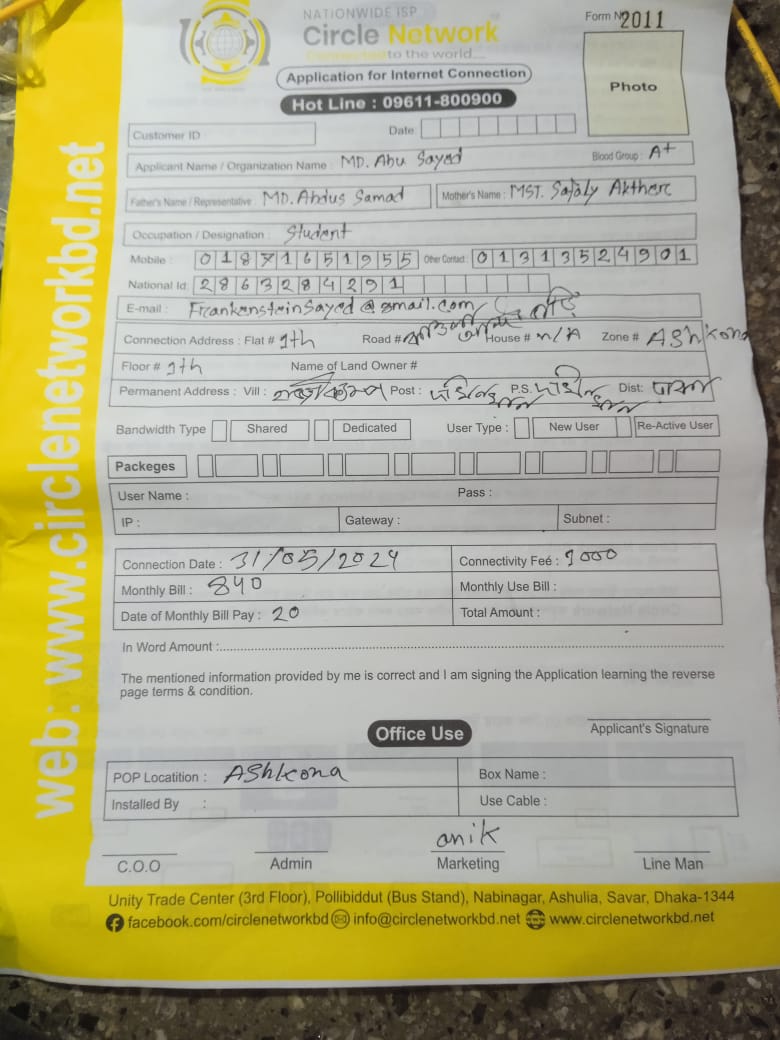 NATIONWIDE ISP
Circle Network
Connected to the world....
Form Nº 2011
Application for Internet Connection
Photo
Hot Line : 09611-800900
Customer ID
Date
Applicant Name / Organization Name : MD. Abu Sayed Blood Group : A+
Father's Name / Representative : MD. Abdus Samad Mother's Name : MST. Safaly Akther
Occupation / Designation : Student
Mobile : 01871651955 Other Contact : 01313524901
National Id : 2863284291
E-mail : FrankensteinSayed@gmail.com
Connection Address : Flat # Road # House # n/A Zone # Ashkona
Floor # Name of Land Owner #
Permanent Address : Vill : Post : P.S. Dist:
Bandwidth Type Shared Dedicated User Type : New User Re-Active User
Packeges
User Name : Pass :
IP : Gateway : Subnet :
Connection Date : 31/05/2024 Connectivity Feé : 1000
Monthly Bill : 840 Monthly Use Bill :
Date of Monthly Bill Pay : 20 Total Amount :
In Word Amount :
The mentioned information provided by me is correct and I am signing the Application learning the reverse
page terms & condition.
Applicant's Signature
Office Use
POP Locatition : AShkona Box Name :
Installed By : Use Cable :
anik
C.O.O Admin Marketing Line Man
Unity Trade Center (3rd Floor), Pollibiddut (Bus Stand), Nabinagar, Ashulia, Savar, Dhaka-1344
facebook.com/circlenetworkbd info@circlenetworkbd.net www.circlenetworkbd.net
web: www.circlenetworkbd.net